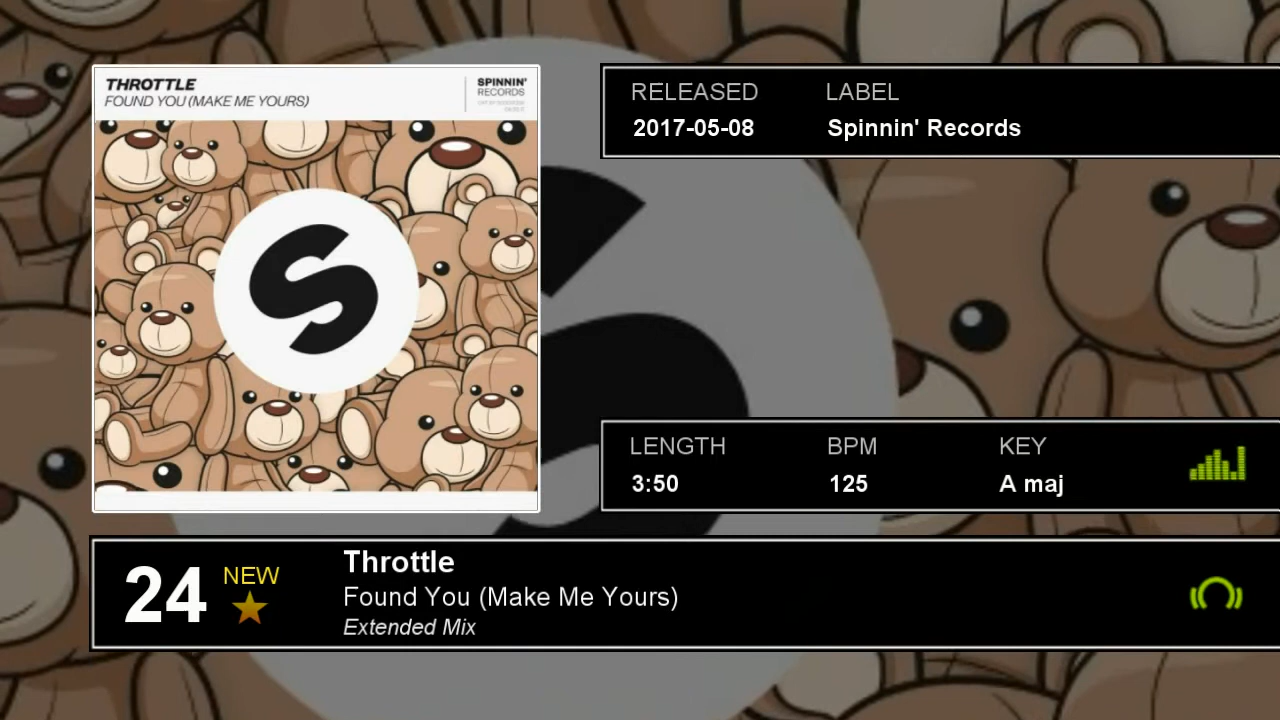 THROTTLE
FOUND YOU (MAKE ME YOURS)
SPINNIN'
RECORDS
RELEASED LABEL
2017-05-08 Spinnin' Records
LENGTH BPM KEY
3:50 125 A maj
24 NEW
Throttle
Found You (Make Me Yours)
Extended Mix